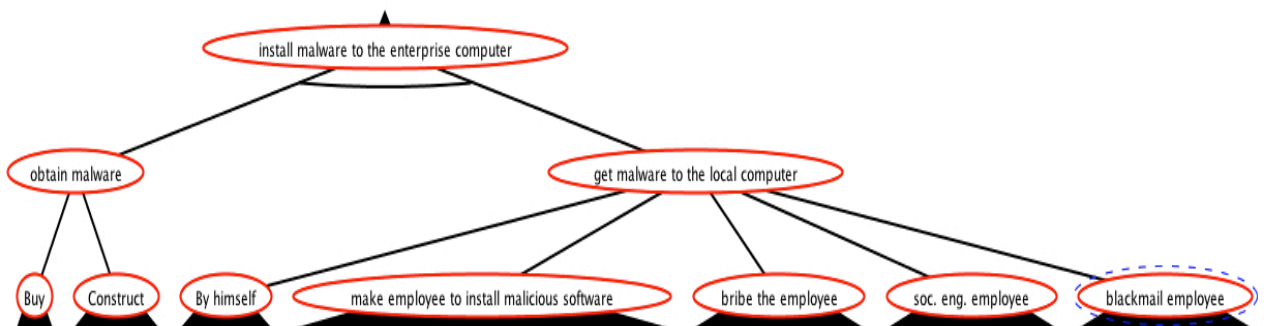 install malware to the enterprise computer
obtain malware
get malware to the local computer
Buy
Construct
By himself
make employee to install malicious software
bribe the employee
soc. eng. employee
blackmail employee